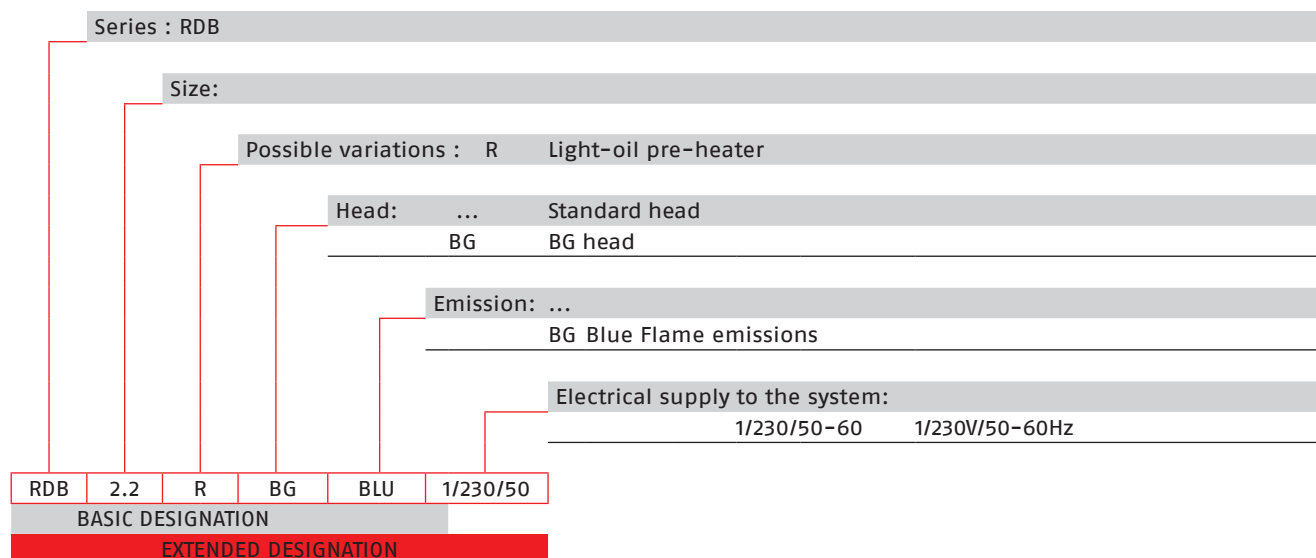 Series : RDB
Size:
Possible variations : R Light-oil pre-heater
Head: ... Standard head
BG BG head
Emission: ...
BG Blue Flame emissions
Electrical supply to the system:
1/230/50-60 1/230V/50-60Hz
RDB 2.2 R BG BLU 1/230/50
BASIC DESIGNATION
EXTENDED DESIGNATION